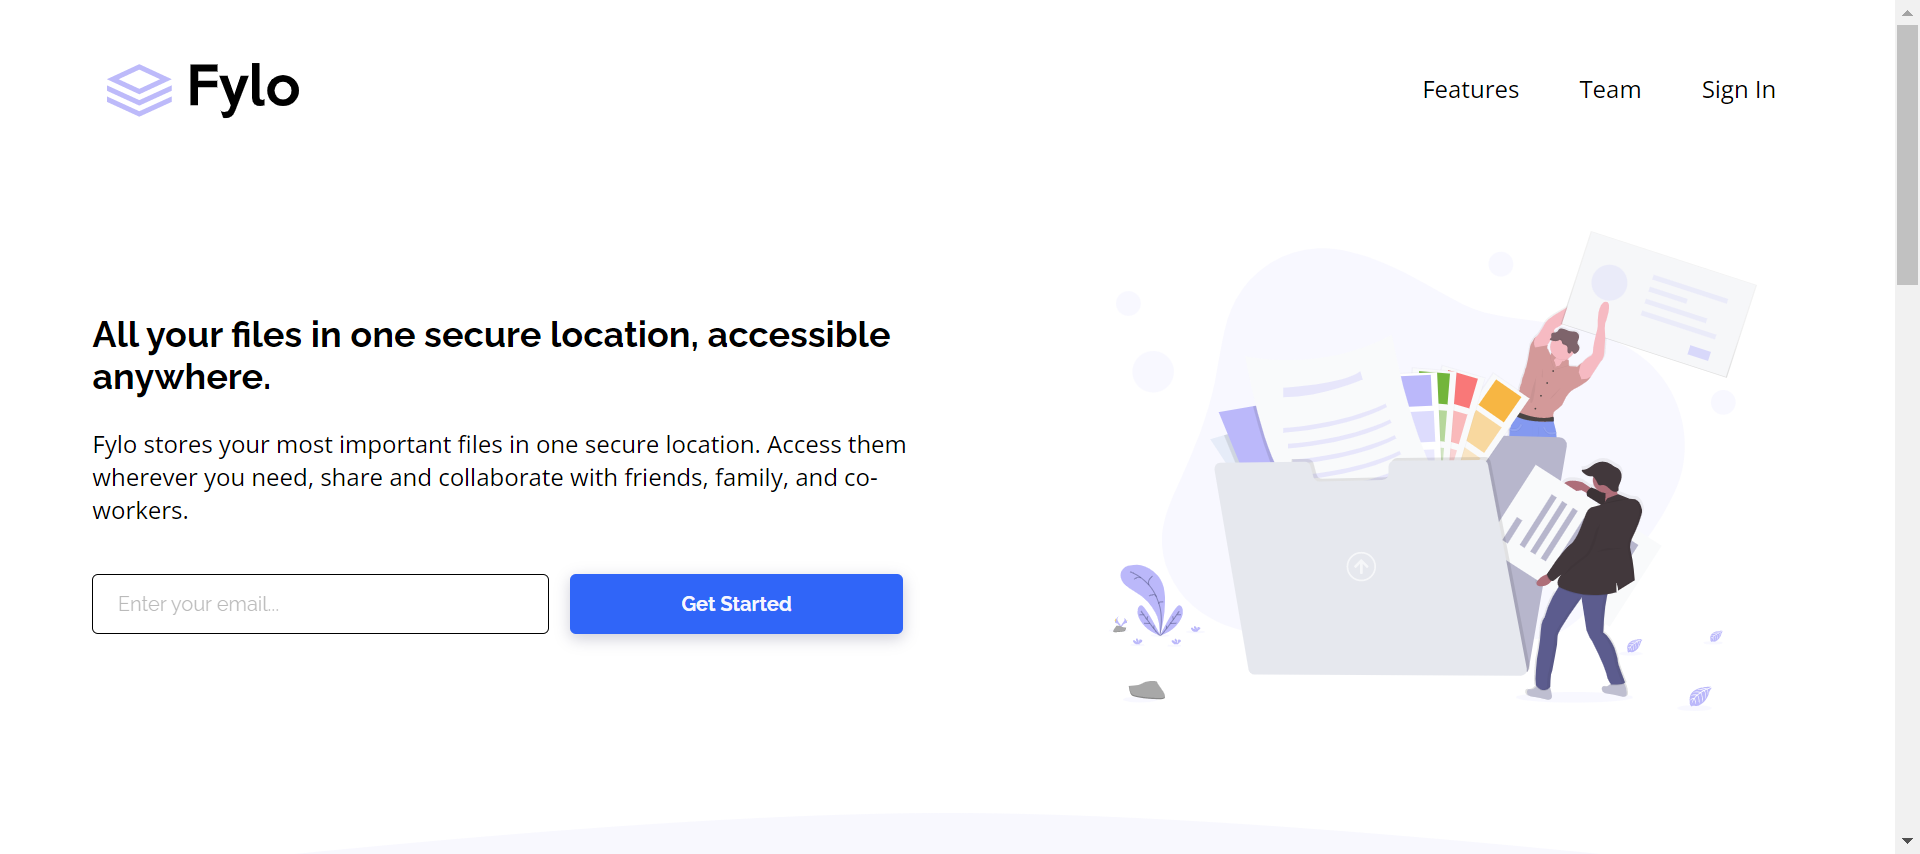 Fylo
Features
Team
Sign In
All your files in one secure location, accessible
anywhere.
Fylo stores your most important files in one secure location. Access them
wherever you need, share and collaborate with friends, family, and co-
workers.
Enter your email...
Get Started